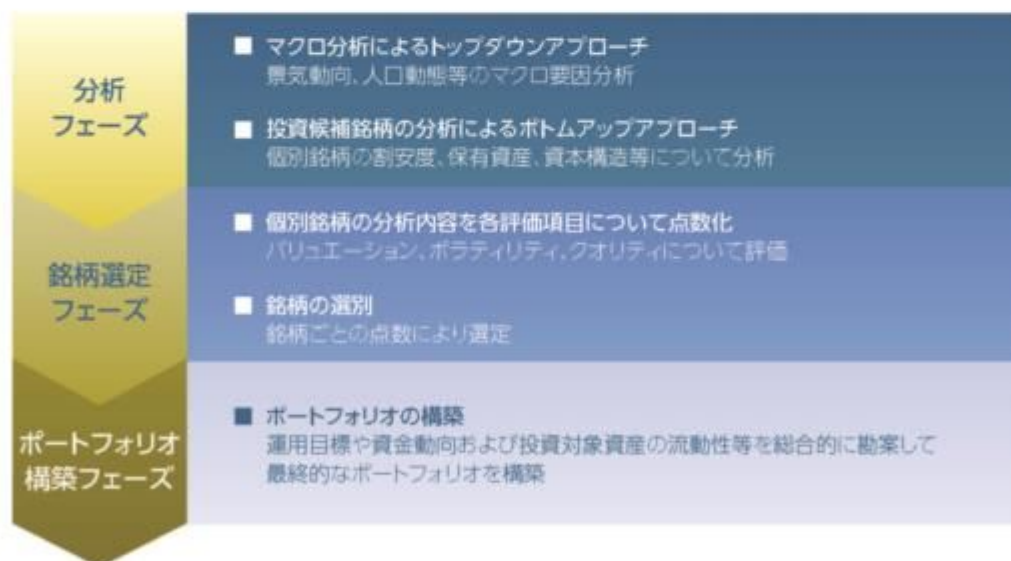 分析
フェーズ
■ マクロ分析によるトップダウンアプローチ
景気動向、人口動態等のマクロ要因分析
■ 投資候補銘柄の分析によるボトムアップアプローチ
個別銘柄の割安度、保有資産、資本構造等について分析
銘柄選定
フェーズ
■ 個別銘柄の分析内容を各評価項目について点数化
バリュエーション、ボラティリティ、クオリティについて評価
■ 銘柄の選別
銘柄ごとの点数により選定
ポートフォリオ
構築フェーズ
■ ポートフォリオの構築
運用目標や資金動向および投資対象資産の流動性等を総合的に勘案して
最終的なポートフォリオを構築